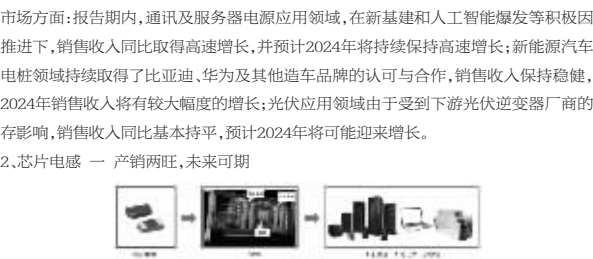 市场方面:报告期内,通讯及服务器电源应用领域,在新基建和人工智能爆发等积极因
推进下,销售收入同比取得高速增长,并预计2024年将持续保持高速增长;新能源汽车
电桩领域持续取得了比亚迪、华为及其他造车品牌的认可与合作,销售收入保持稳健,
2024年销售收入将有较大幅度的增长;光伏应用领域由于受到下游光伏逆变器厂商的
存影响,销售收入同比基本持平,预计2024年将可能迎来增长。
2、芯片电感 一 产销两旺,未来可期